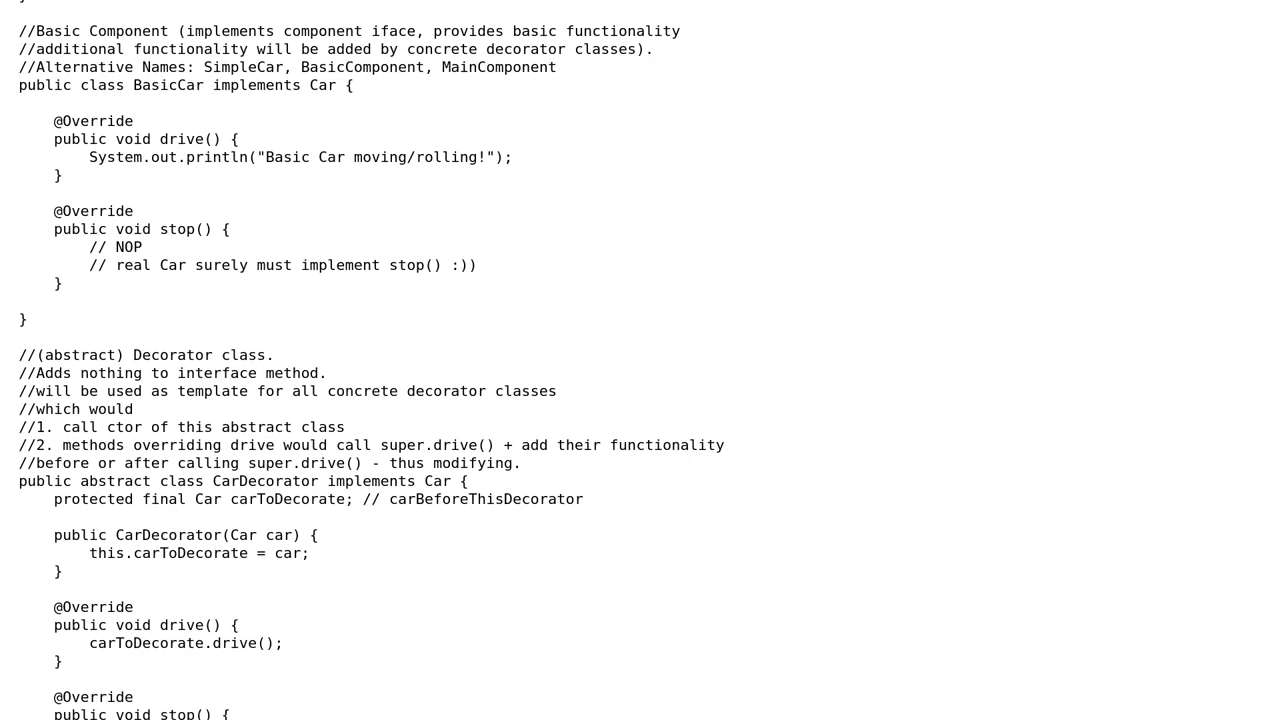 //Basic Component (implements component iface, provides basic functionality
//additional functionality will be added by concrete decorator classes).
//Alternative Names: SimpleCar, BasicComponent, MainComponent
public class BasicCar implements Car {
    @Override
    public void drive() {
        System.out.println("Basic Car moving/rolling!");
    }
    @Override
    public void stop() {
        // NOP
        // real Car surely must implement stop() :))
    }
}
//(abstract) Decorator class.
//Adds nothing to interface method.
//will be used as template for all concrete decorator classes
//which would
//1. call ctor of this abstract class
//2. methods overriding drive would call super.drive() + add their functionality
//before or after calling super.drive() - thus modifying.
public abstract class CarDecorator implements Car {
    protected final Car carToDecorate; // carBeforeThisDecorator
    public CarDecorator(Car car) {
        this.carToDecorate = car;
    }
    @Override
    public void drive() {
        carToDecorate.drive();
    }
    @Override
    public void stop() {